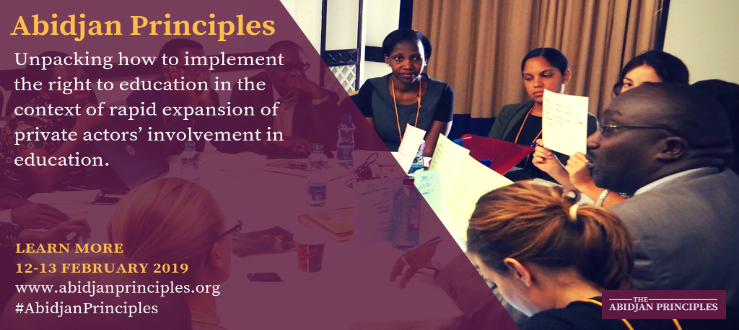 Abidjan Principles
Unpacking how to implement
the right to education in the
context of rapid expansion of
private actors' involvement in
education.
LEARN MORE
12-13 FEBRUARY 2019
www.abidjanprinciples.org
#AbidjanPrinciples
THE
ABIDJAN PRINCIPLES